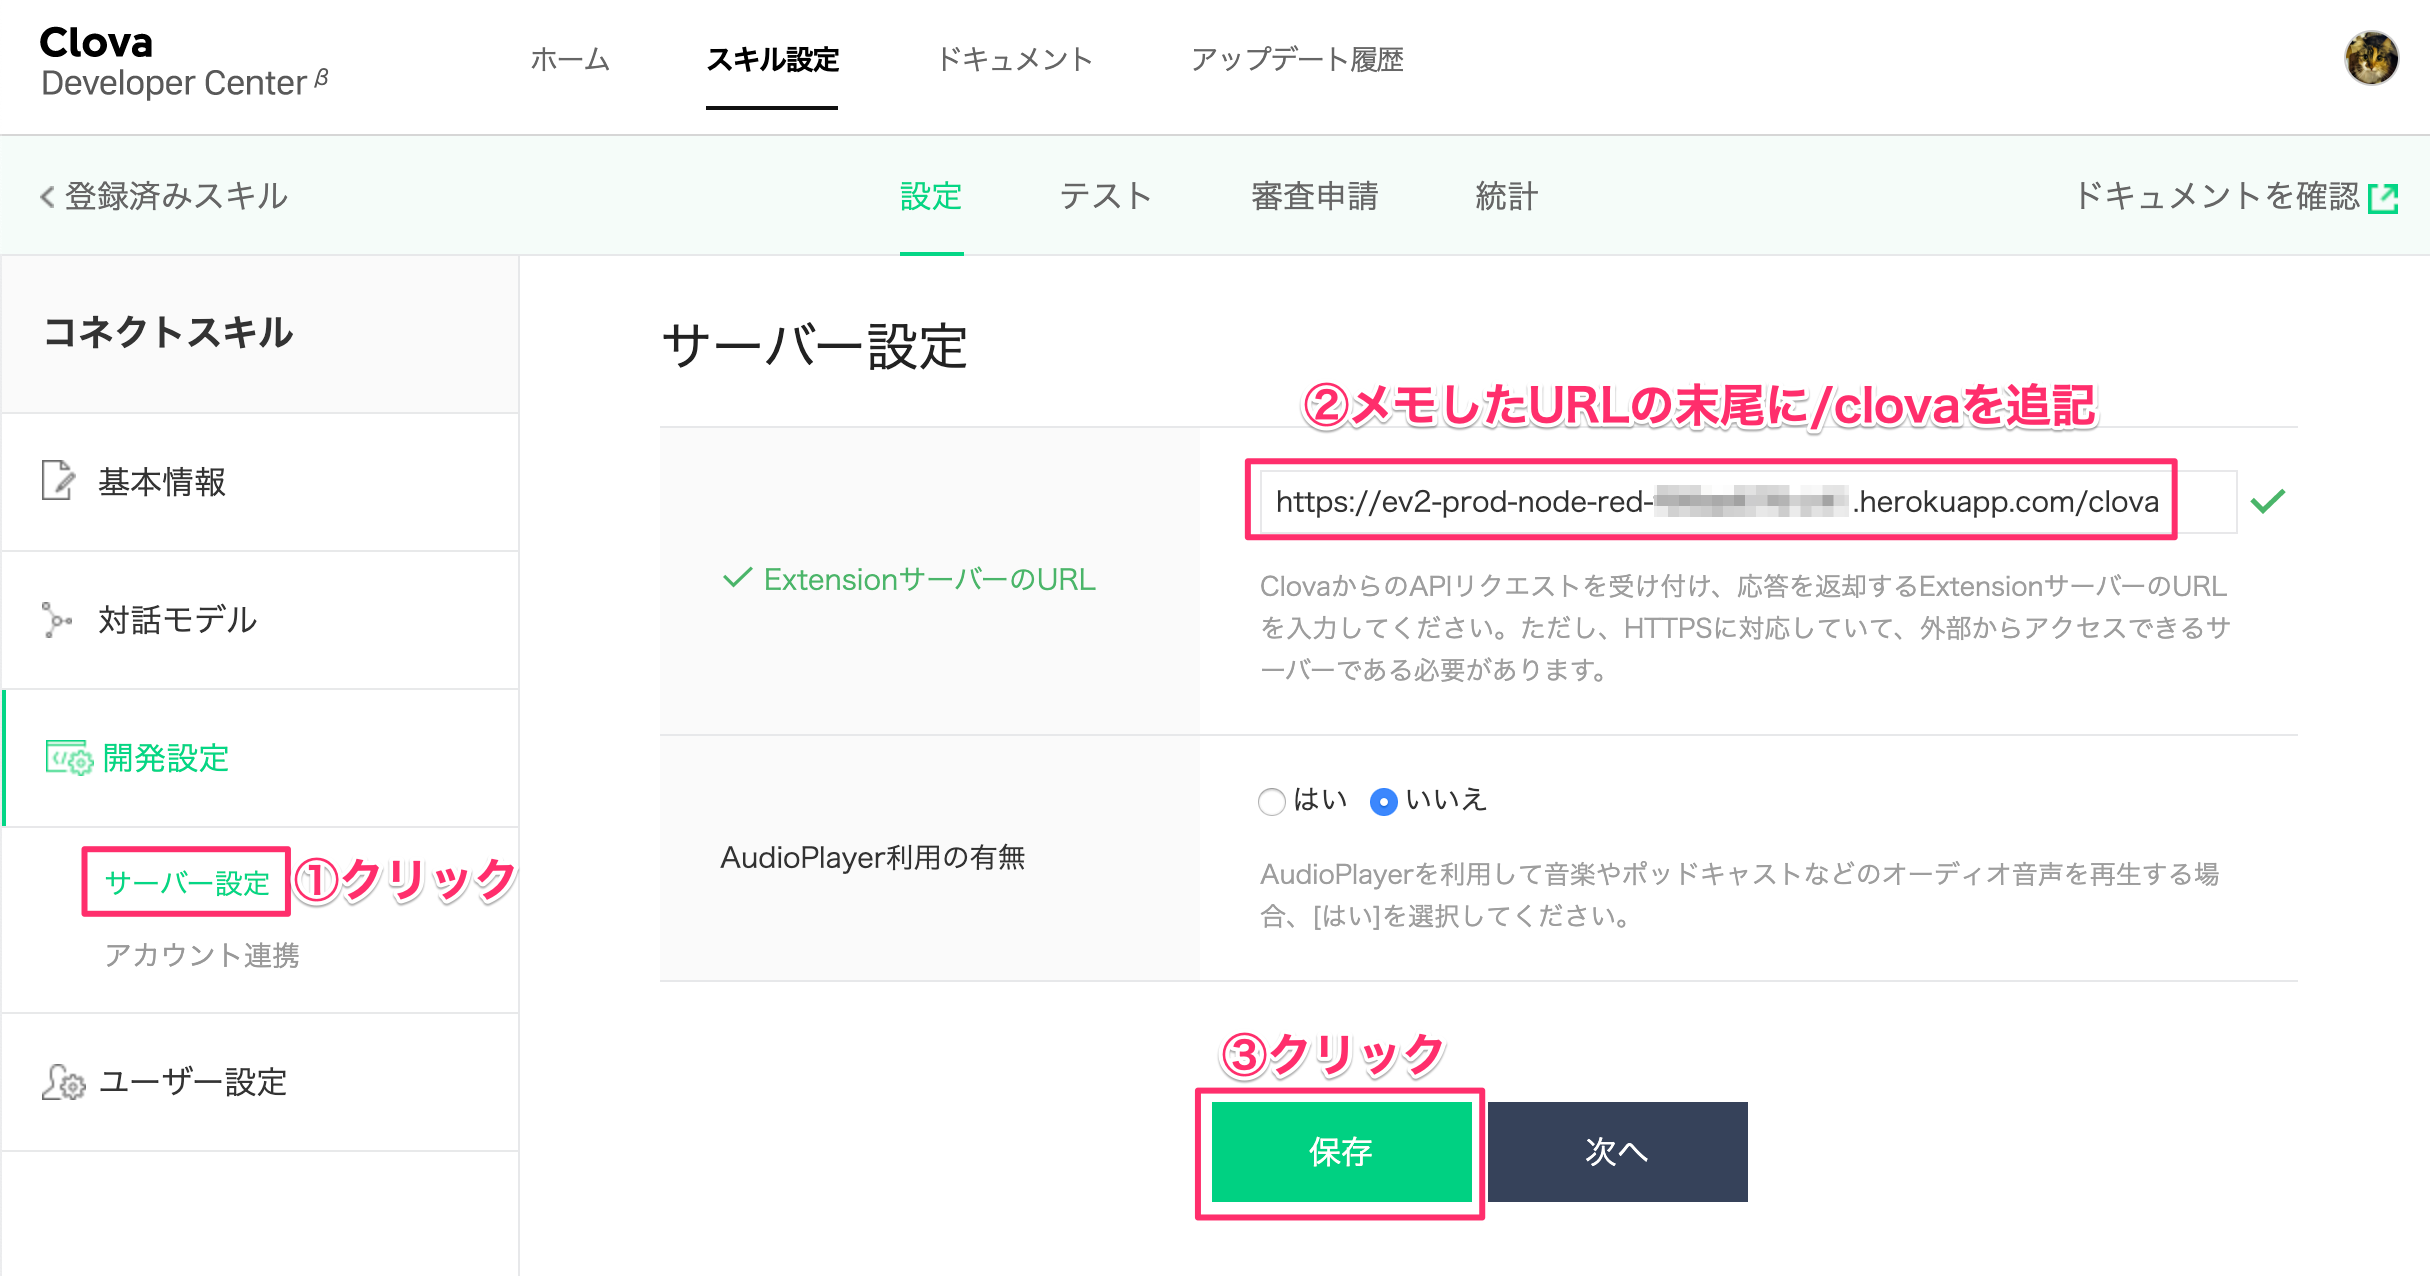 Clova
Developer Center β
ホーム
スキル設定
ドキュメント
アップデート履歴
登録済みスキル
設定
テスト
審査申請
統計
ドキュメントを確認
コネクトスキル
基本情報
対話モデル
開発設定
サーバー設定
①クリック
アカウント連携
ユーザー設定
サーバー設定
②メモしたURLの末尾に/clovaを追記
ExtensionサーバーのURL
https://ev2-prod-node-red-
.herokuapp.com/clova
ClovaからのAPIリクエストを受け付け、応答を返却するExtensionサーバーのURL
を入力してください。ただし、HTTPSに対応していて、外部からアクセスできるサ
ーバーである必要があります。
AudioPlayer利用の有無
はい
いいえ
AudioPlayerを利用して音楽やポッドキャストなどのオーディオ音声を再生する場
合、[はい]を選択してください。
③クリック
保存
次へ